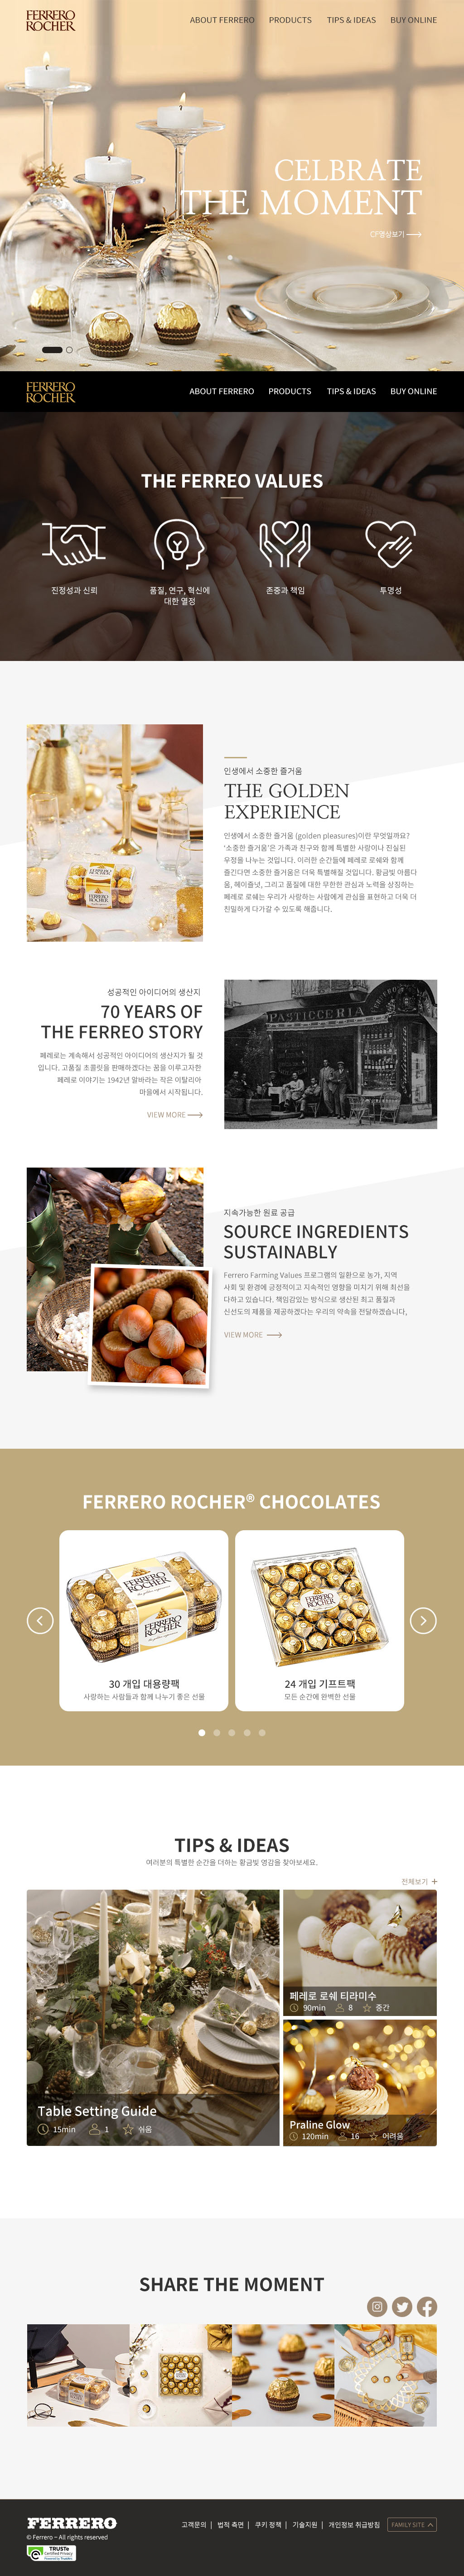 FERRERO
ROCHER
ABOUT FERRERO PRODUCTS TIPS & IDEAS BUY ONLINE
CELBRATE
THE MOMENT
CF영상보기
FERRERO
ROCHER
ABOUT FERRERO PRODUCTS TIPS & IDEAS BUY ONLINE
THE FERREO VALUES
진정성과 신뢰
품질, 연구, 혁신에
대한 열정
존중과 책임
투명성
FERRERO
ROCHER
인생에서 소중한 즐거움
THE GOLDEN
EXPERIENCE
인생에서 소중한 즐거움 (golden pleasures)이란 무엇일까요?
'소중한 즐거움'은 가족과 친구와 함께 특별한 사랑이나 진실된
우정을 나누는 것입니다. 이러한 순간들에 페레로 로쉐와 함께
즐긴다면 소중한 즐거움은 더욱 특별해질 것입니다. 황금빛 아름다
움, 헤이즐넛, 그리고 품질에 대한 무한한 관심과 노력을 상징하는
페레로 로쉐는 우리가 사랑하는 사람에게 관심을 표현하고 더욱 더
친밀하게 다가갈 수 있도록 해줍니다.
성공적인 아이디어의 생산지
70 YEARS OF
THE FERREO STORY
페레로는 계속해서 성공적인 아이디어의 생산지가 될 것
입니다. 고품질 초콜릿을 판매하겠다는 꿈을 이루고자한
페레로 이야기는 1942년 알바라는 작은 이탈리아
마을에서 시작됩니다.
VIEW MORE
PASTICCERIA
지속가능한 원료 공급
SOURCE INGREDIENTS
SUSTAINABLY
Ferrero Farming Values 프로그램의 일환으로 농가, 지역
사회 및 환경에 긍정적이고 지속적인 영향을 미치기 위해 최선을
다하고 있습니다. 책임감있는 방식으로 생산된 최고 품질과
신선도의 제품을 제공하겠다는 우리의 약속을 전달하겠습니다.
VIEW MORE
FERRERO ROCHER® CHOCOLATES
FERRERO
ROCHER
FERRERO
ROCHER
FERRERO
ROCHER
30 개입 대용량팩
사랑하는 사람들과 함께 나누기 좋은 선물
24 개입 기프트팩
모든 순간에 완벽한 선물
TIPS & IDEAS
여러분의 특별한 순간을 더하는 황금빛 영감을 찾아보세요.
전체보기 +
페레로 로쉐 티라미수
90min 8 중간
Table Setting Guide
15min 1 쉬움
Praline Glow
120min 16 어려움
SHARE THE MOMENT
FERRERO
© Ferrero – All rights reserved
TRUSTe
Certified Privacy
고객문의 | 법적 측면 | 쿠키 정책 | 기술지원 | 개인정보 취급방침
FAMILY SITE